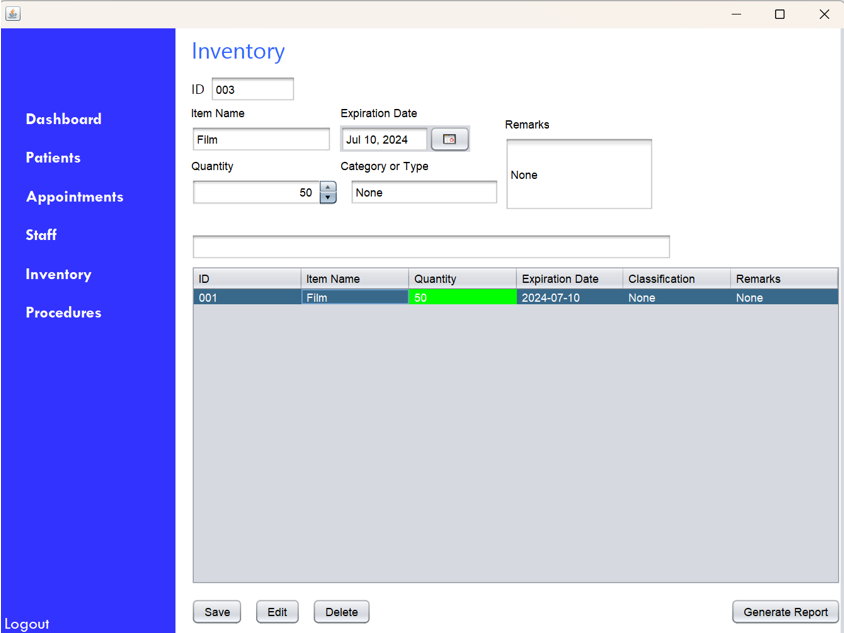 Inventory
ID 003
Item Name
Expiration Date
Remarks
Film
Jul 10, 2024
Quantity
Category or Type
None
50
None
Dashboard
Patients
Appointments
Staff
Inventory
Procedures
Logout
ID Item Name Quantity Expiration Date Classification Remarks
001 Film 50 2024-07-10 None None
Save Edit Delete Generate Report